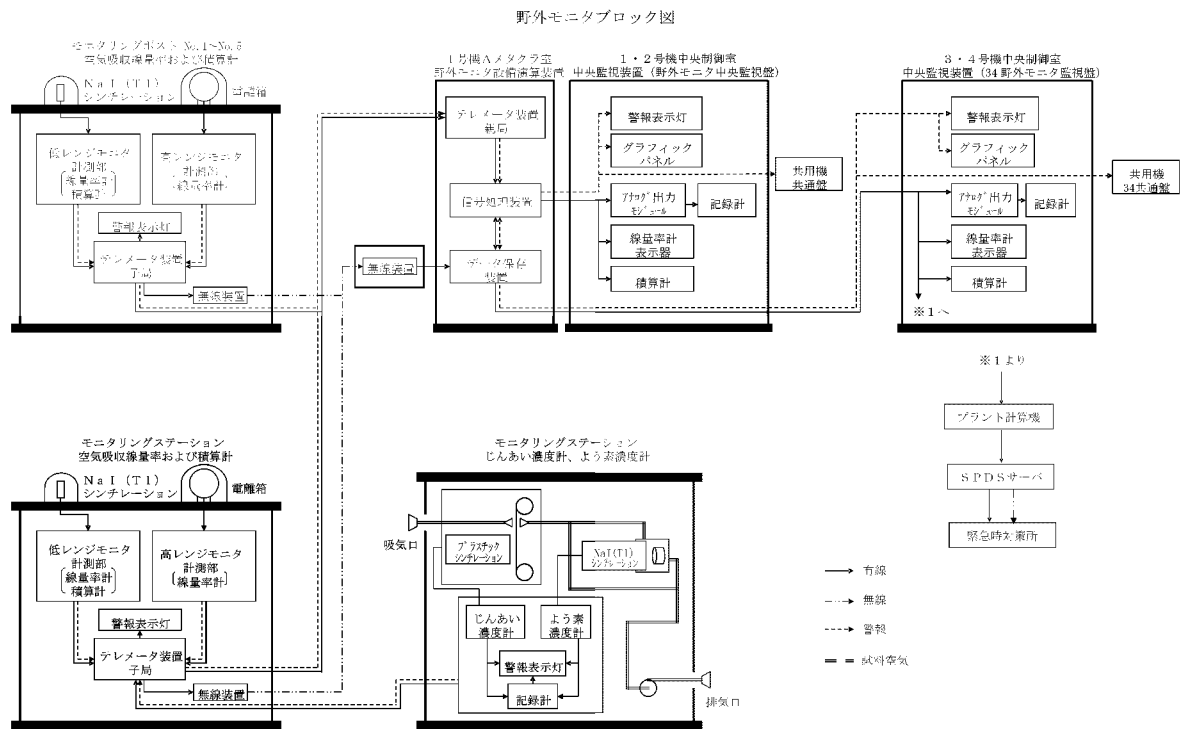 野外モニタブロック図
モニタリングポスト No.1~No.5
空気吸収線量率および積算計
NaI(Tl)
シンチレーション
電離箱
低レンジモニタ
計測部
線量率計
積算計
高レンジモニタ
計測部
線量率計
警報表示灯
テレメータ装置
子局
無線装置
無線装置
1号機Aメタクラ室
野外モニタ設備演算装置
テレメータ装置
親局
信号処理装置
データ保存
装置
1・2号機中央制御室
中央監視装置(野外モニタ中央監視盤)
警報表示灯
グラフィック
パネル
アナログ出力
モジュール
記録計
線量率計
表示器
積算計
共用機
共通盤
3・4号機中央制御室
中央監視装置(34野外モニタ監視盤)
警報表示灯
グラフィック
パネル
アナログ出力
モジュール
記録計
線量率計
表示器
積算計
※1へ
共用機
34共通盤
※1より
プラント計算機
SPDSサーバ
緊急時対策所
モニタリングステーション
空気吸収線量率および積算計
NaI(Tl)
シンチレーション
電離箱
低レンジモニタ
計測部
線量率計
積算計
高レンジモニタ
計測部
線量率計
警報表示灯
テレメータ装置
子局
無線装置
モニタリングステーション
じんあい濃度計、よう素濃度計
吸気口
プラスチック
シンチレーション
NaI(Tl)
シンチレーション
じんあい
濃度計
よう素
濃度計
警報表示灯
記録計
排気口
有線
無線
警報
試料空気